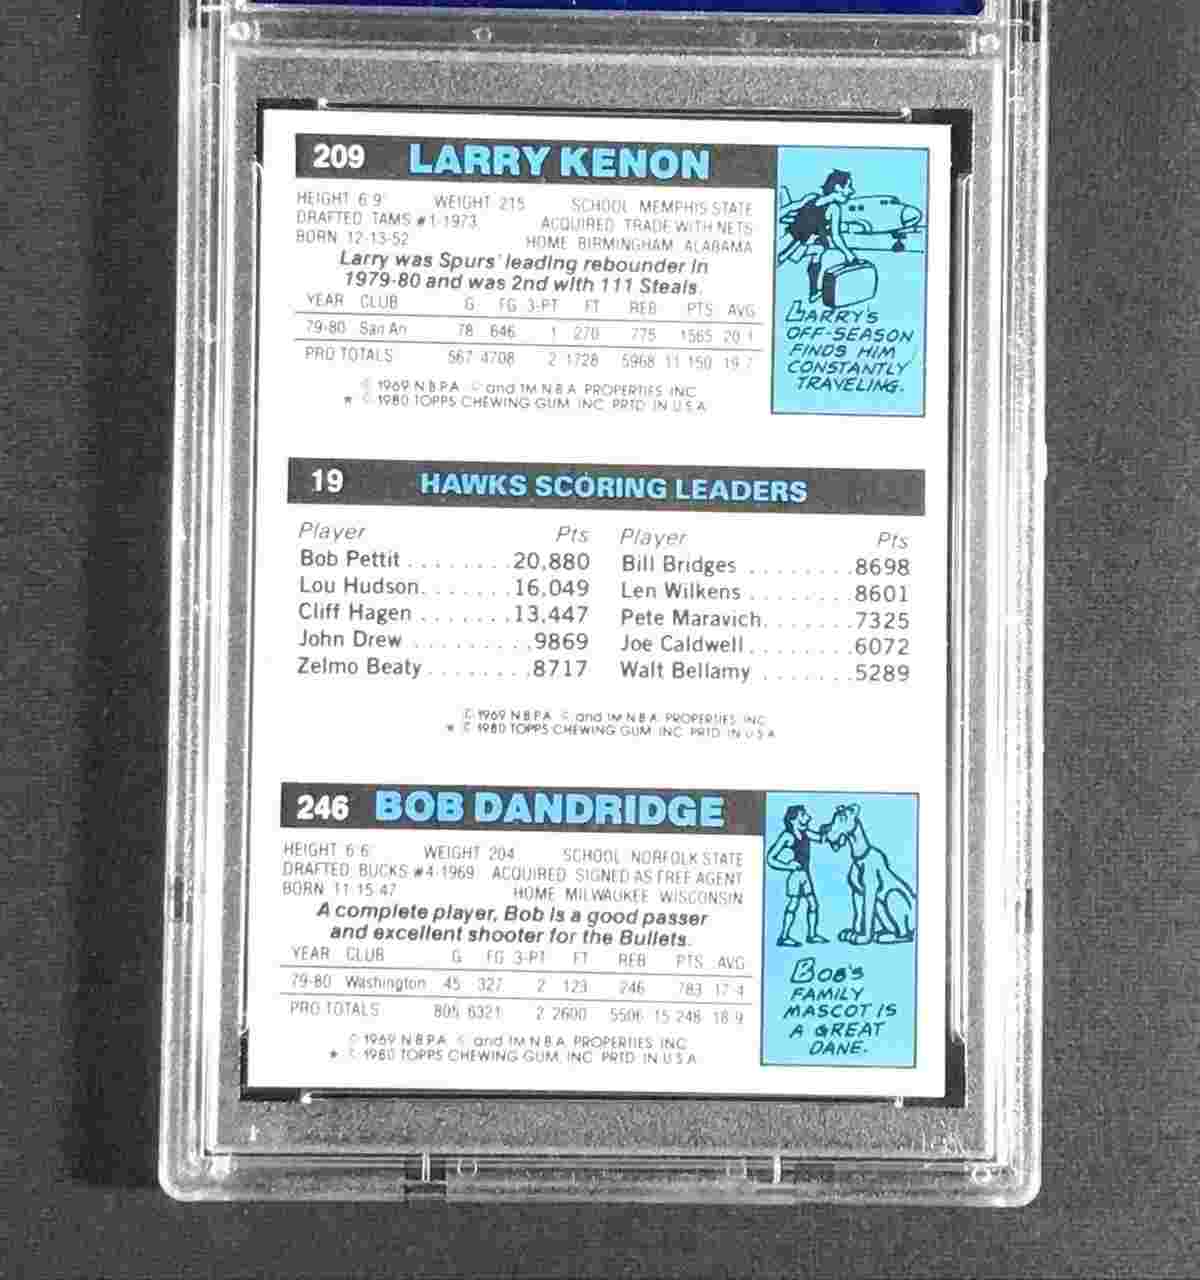 209 LARRY KENON
HEIGHT 6'9" WEIGHT 215 SCHOOL MEMPHIS STATE
DRAFTED TAMS #1-1973 ACQUIRED TRADE WITH NETS
BORN 12-13-52 HOME BIRMINGHAM, ALABAMA
Larry was Spurs' leading rebounder in
1979-80 and was 2nd with 111 Steals.
YEAR CLUB G FG 3-PT FT REB PTS AVG
79-80 San An 78 646 1 270 775 1565 20.1
PRO TOTALS 567 4708 2 1728 5968 11,150 19.7
© 1969 N.B.P.A. © and TM N.B.A. PROPERTIES, INC.
* © 1980 TOPPS CHEWING GUM, INC. PRTD. IN U.S.A.
LARRY'S
OFF-SEASON
FINDS HIM
CONSTANTLY
TRAVELING.
19 HAWKS SCORING LEADERS
Player Pts Player Pts
Bob Pettit ........20,880 Bill Bridges ........8698
Lou Hudson.......16,049 Len Wilkens ........8601
Cliff Hagen .......13,447 Pete Maravich.......7325
John Drew ..........9869 Joe Caldwell........6072
Zelmo Beaty........8717 Walt Bellamy .......5289
© 1969 N.B.P.A. © and TM N.B.A. PROPERTIES, INC.
* © 1980 TOPPS CHEWING GUM, INC. PRTD. IN U.S.A.
246 BOB DANDRIDGE
HEIGHT 6'6" WEIGHT 204 SCHOOL NORFOLK STATE
DRAFTED BUCKS #4-1969 ACQUIRED SIGNED AS FREE AGENT
BORN 11-15-47 HOME MILWAUKEE, WISCONSIN
A complete player, Bob is a good passer
and excellent shooter for the Bullets.
YEAR CLUB G FG 3-PT FT REB PTS AVG
79-80 Washington 45 327 2 123 246 783 17.4
PRO TOTALS 805 6321 2 2600 5506 15,248 18.9
© 1969 N.B.P.A. © and TM N.B.A. PROPERTIES, INC.
* © 1980 TOPPS CHEWING GUM, INC. PRTD. IN U.S.A.
BOB'S
FAMILY
MASCOT IS
A GREAT
DANE.